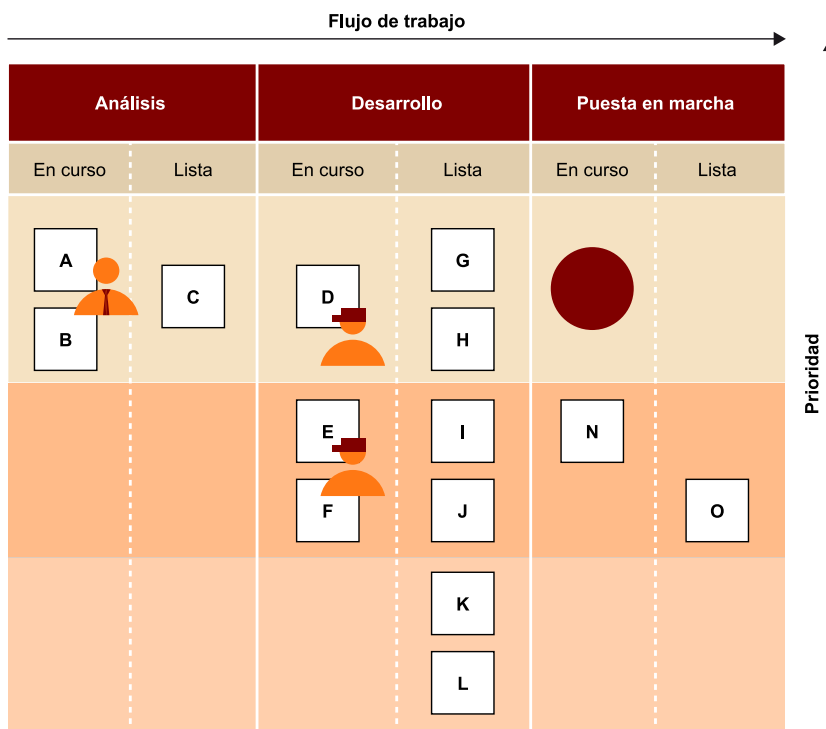 Flujo de trabajo
Análisis
Desarrollo
Puesta en marcha
En curso
Lista
En curso
Lista
En curso
Lista
A
B
C
D
G
H
E
F
I
J
N
O
K
L
Prioridad